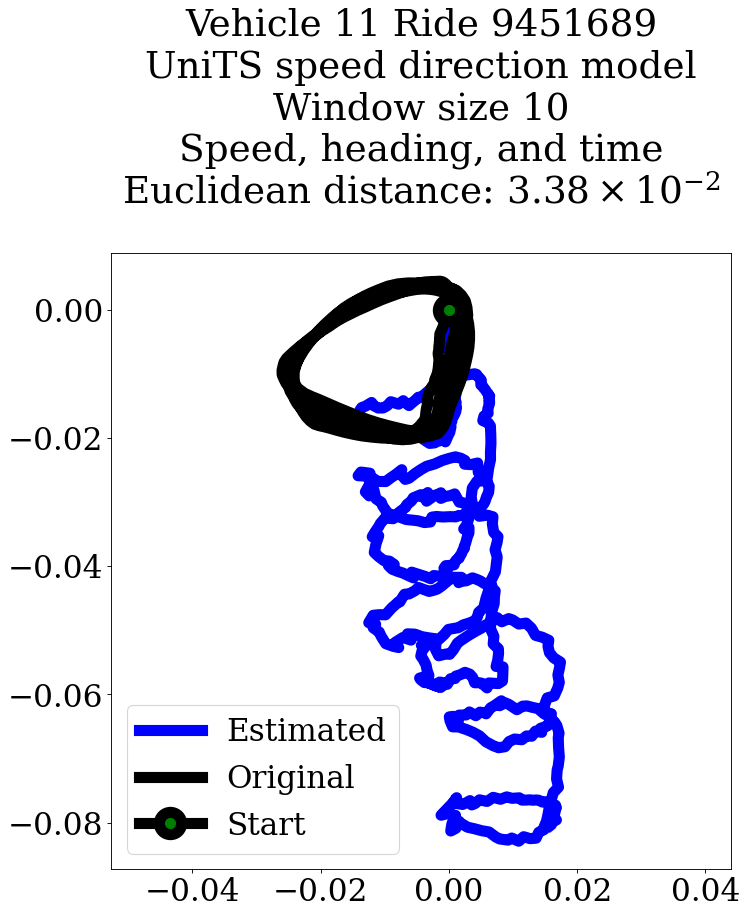 Vehicle 11 Ride 9451689
UniTS speed direction model
Window size 10
Speed, heading, and time
Euclidean distance: 3.38 × 10⁻²
0.00
−0.02
−0.04
−0.06
−0.08
Estimated
Original
Start
−0.04 −0.02 0.00 0.02 0.04